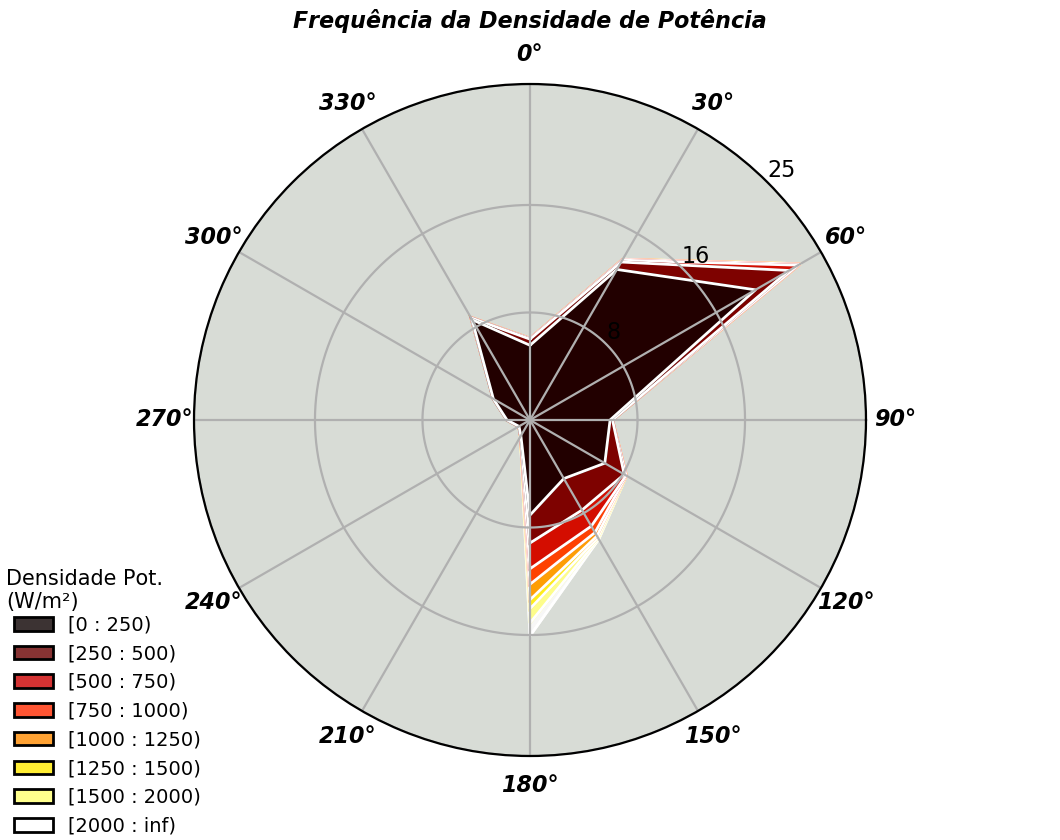 Frequência da Densidade de Potência
0°
330°
30°
25
300°
60°
16
8
270°
90°
240°
120°
210°
150°
180°
Densidade Pot.
(W/m²)
[0 : 250)
[250 : 500)
[500 : 750)
[750 : 1000)
[1000 : 1250)
[1250 : 1500)
[1500 : 2000)
[2000 : inf)